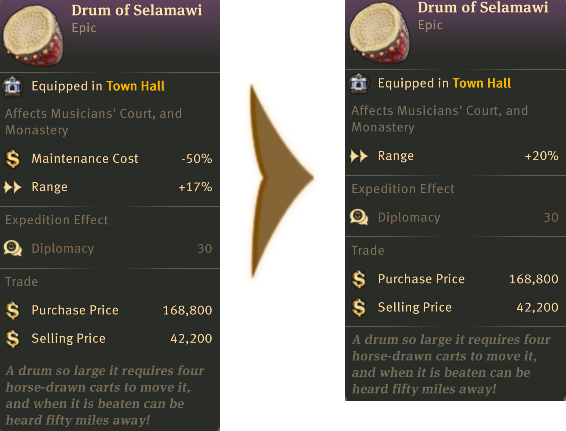 Drum of Selamawi
Epic
Equipped in Town Hall
Affects Musicians' Court, and
Monastery
Maintenance Cost -50%
Range +17%
Expedition Effect
Diplomacy 30
Trade
Purchase Price 168,800
Selling Price 42,200
A drum so large it requires four
horse-drawn carts to move it,
and when it is beaten can be
heard fifty miles away!
Drum of Selamawi
Epic
Equipped in Town Hall
Affects Musicians' Court, and
Monastery
Range +20%
Expedition Effect
Diplomacy 30
Trade
Purchase Price 168,800
Selling Price 42,200
A drum so large it requires four
horse-drawn carts to move it,
and when it is beaten can be
heard fifty miles away!